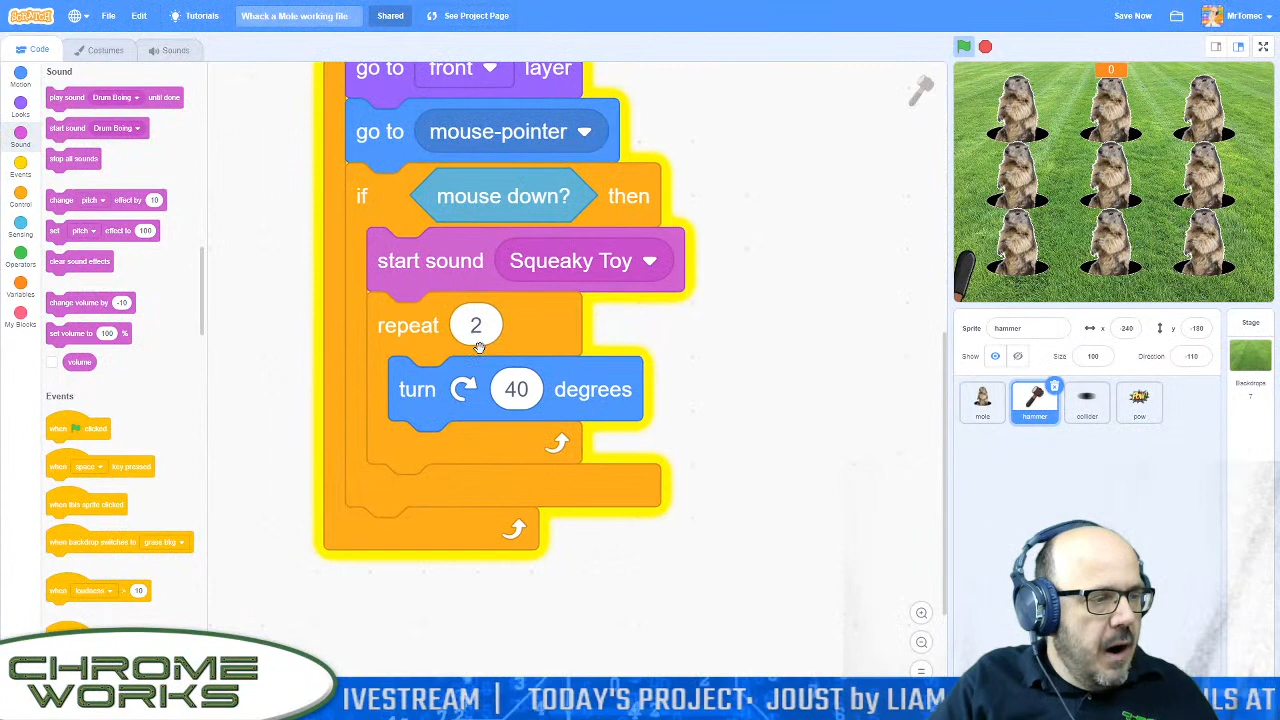 SCRATCH
File
Edit
Tutorials
Whack a Mole working file
Shared
See Project Page
Save Now
MrTomec
Code
Costumes
Sounds
Motion
Looks
Sound
Events
Control
Sensing
Operators
Variables
My Blocks
Sound
play sound Drum Boing until done
start sound Drum Boing
stop all sounds
change pitch effect by 10
set pitch effect to 100
clear sound effects
change volume by -10
set volume to 100 %
volume
Events
when clicked
when space key pressed
when this sprite clicked
when backdrop switches to
when loudness > 10
go to front layer
go to mouse-pointer
if mouse down? then
start sound Squeaky Toy
repeat 2
turn 40 degrees
0
Sprite hammer x -240 y -180
Show Size 100 Direction -110
mole
hammer
collider
POW
pow
Stage
Backdrops
7
CHROME
WORKS
IVESTREAM | TODAY'S PROJECT: JOUST by LIAM
ILS AT